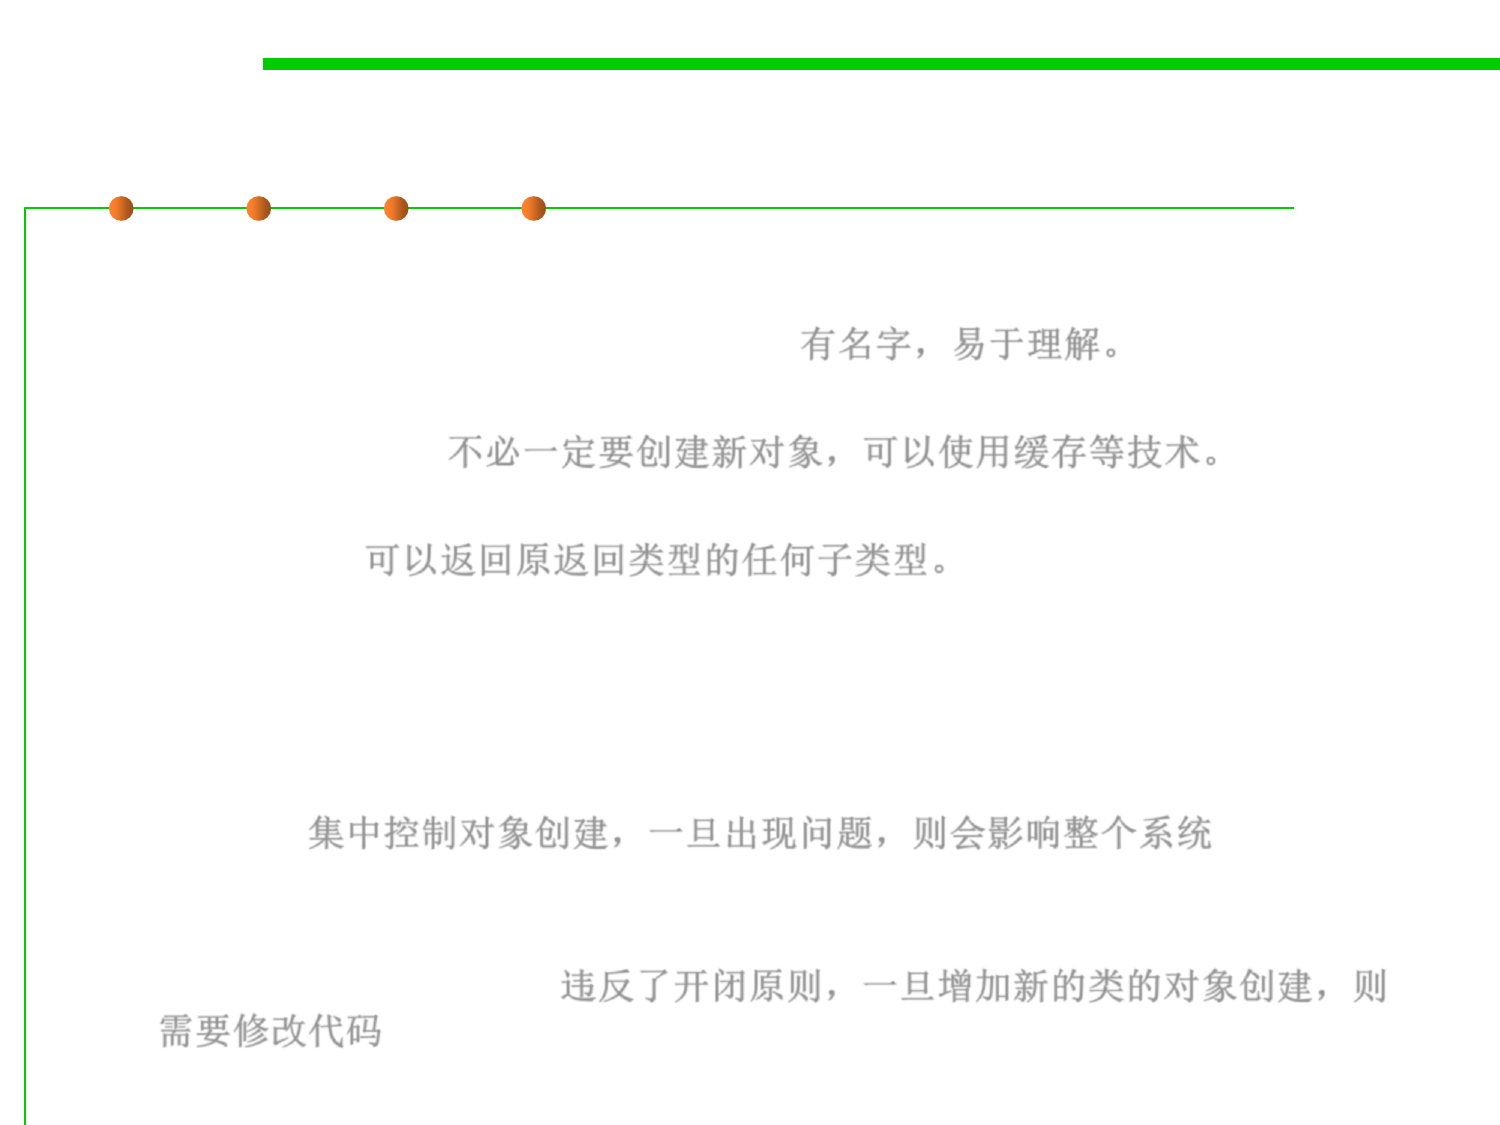 有名字，易于理解。
不必一定要创建新对象，可以使用缓存等技术。
可以返回原返回类型的任何子类型。
集中控制对象创建，一旦出现问题，则会影响整个系统
违反了开闭原则，一旦增加新的类的对象创建，则
需要修改代码